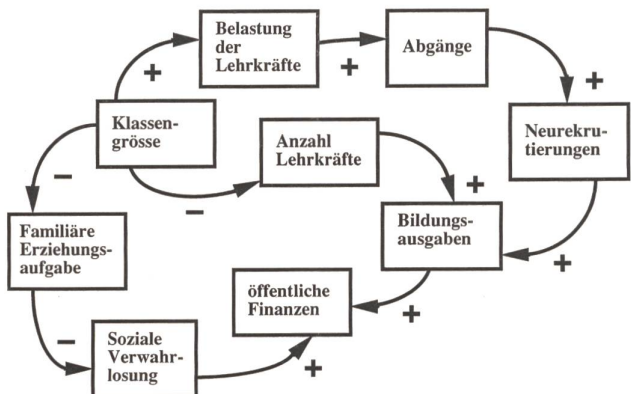 Belastung
der
Lehrkräfte
+
+
Abgänge
+
Klassen-
grösse
Anzahl
Lehrkräfte
Neurekru-
tierungen
–
–
+
Familiäre
Erziehungs-
aufgabe
Bildungs-
ausgaben
+
öffentliche
Finanzen
+
–
Soziale
Verwahr-
losung
+